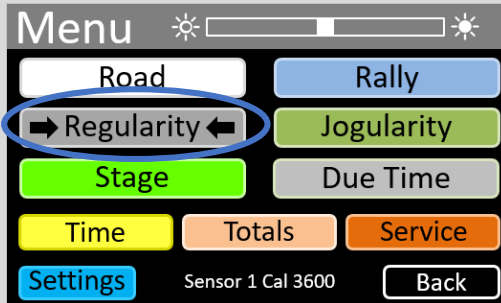 Menu
Road Rally
Regularity Jogularity
Stage Due Time
Time Totals Service
Settings Sensor 1 Cal 3600 Back